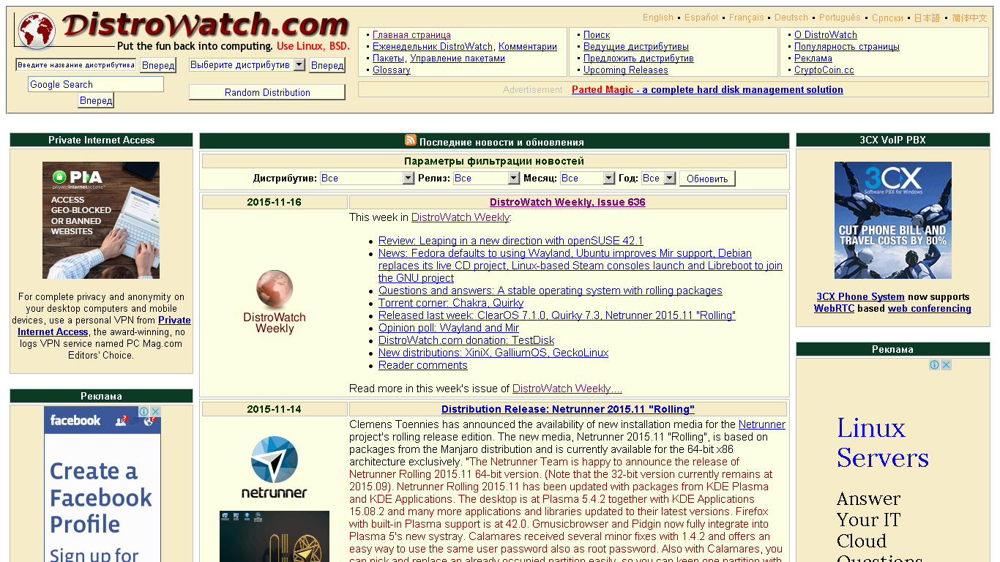 DistroWatch.com
Put the fun back into computing. Use Linux, BSD.
English • Español • Français • Deutsch • Português • Српски • 日本語 • 简体中文
Введите название дистрибутива Вперед
Выберите дистрибутив Вперед
Google Search
Вперед
Random Distribution
• Главная страница
• Еженедельник DistroWatch, Комментарии
• Пакеты, Управление пакетами
• Glossary
• Поиск
• Ведущие дистрибутивы
• Предложить дистрибутив
• Upcoming Releases
• О DistroWatch
• Популярность страницы
• Реклама
• CryptoCoin.cc
Advertisement Parted Magic - a complete hard disk management solution
Private Internet Access
PIA
privateinternetaccess™
ACCESS
GEO-BLOCKED
OR BANNED
WEBSITES
For complete privacy and anonymity on
your desktop computers and mobile
devices, use a personal VPN from Private
Internet Access, the award-winning, no
logs VPN service named PC Mag.com
Editors' Choice.
Реклама
facebook
Create a
Facebook
Profile
Sign up for
Последние новости и обновления
Параметры фильтрации новостей
Дистрибутив: Все Релиз: Все Месяц: Все Год: Все Обновить
2015-11-16
DistroWatch Weekly, Issue 636
DistroWatch
Weekly
This week in DistroWatch Weekly:
• Review: Leaping in a new direction with openSUSE 42.1
• News: Fedora defaults to using Wayland, Ubuntu improves Mir support, Debian
replaces its live CD project, Linux-based Steam consoles launch and Libreboot to join
the GNU project
• Questions and answers: A stable operating system with rolling packages
• Torrent corner: Chakra, Quirky
• Released last week: ClearOS 7.1.0, Quirky 7.3, Netrunner 2015.11 "Rolling"
• Opinion poll: Wayland and Mir
• DistroWatch.com donation: TestDisk
• New distributions: XiniX, GalliumOS, GeckoLinux
• Reader comments
Read more in this week's issue of DistroWatch Weekly....
2015-11-14
Distribution Release: Netrunner 2015.11 "Rolling"
netrunner
Clemens Toennies has announced the availability of new installation media for the Netrunner
project's rolling release edition. The new media, Netrunner 2015.11 "Rolling", is based on
packages from the Manjaro distribution and is currently available for the 64-bit x86
architecture exclusively. "The Netrunner Team is happy to announce the release of
Netrunner Rolling 2015.11 64-bit version. (Note that the 32-bit version currently remains at
2015.09). Netrunner Rolling 2015.11 has been updated with packages from KDE Plasma
and KDE Applications. The desktop is at Plasma 5.4.2 together with KDE Applications
15.08.2 and many more applications and libraries updated to their latest versions. Firefox
with built-in Plasma support is at 42.0. Gmusicbrowser and Pidgin now fully integrate into
Plasma 5's new systray. Calamares received several minor fixes with 1.4.2 and offers an
easy way to use the same user password also as root password. Also with Calamares, you
can pick and replace an already occupied partition easily, so you can keep one partition with
3CX VoIP PBX
3CX
Software PBX for Windows
CUT PHONE BILL AND
TRAVEL COSTS BY 80%
3CX Phone System now supports
WebRTC based web conferencing
Реклама
Linux
Servers
Answer
Your IT
Cloud
Questions